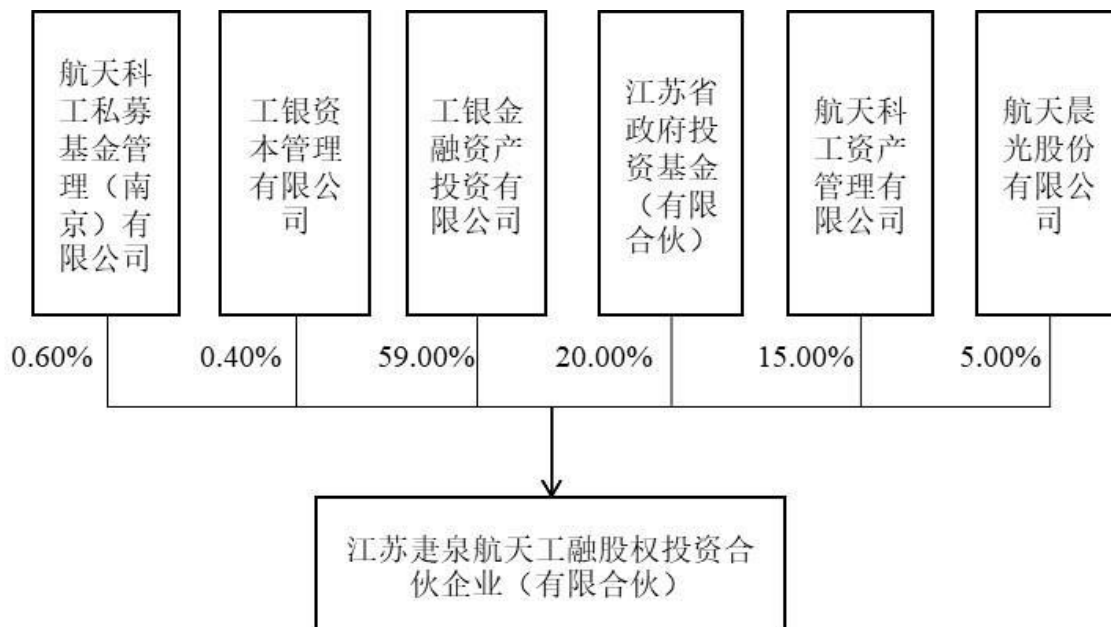 航天科
工私募
基金管
理（南
京）有
限公司
工银资
本管理
有限公
司
工银金
融资产
投资有
限公司
江苏省
政府投
资基金
（有限
合伙）
航天科
工资产
管理有
限公司
航天晨
光股份
有限公
司
0.60%
0.40%
59.00%
20.00%
15.00%
5.00%
江苏疌泉航天工融股权投资合
伙企业（有限合伙）